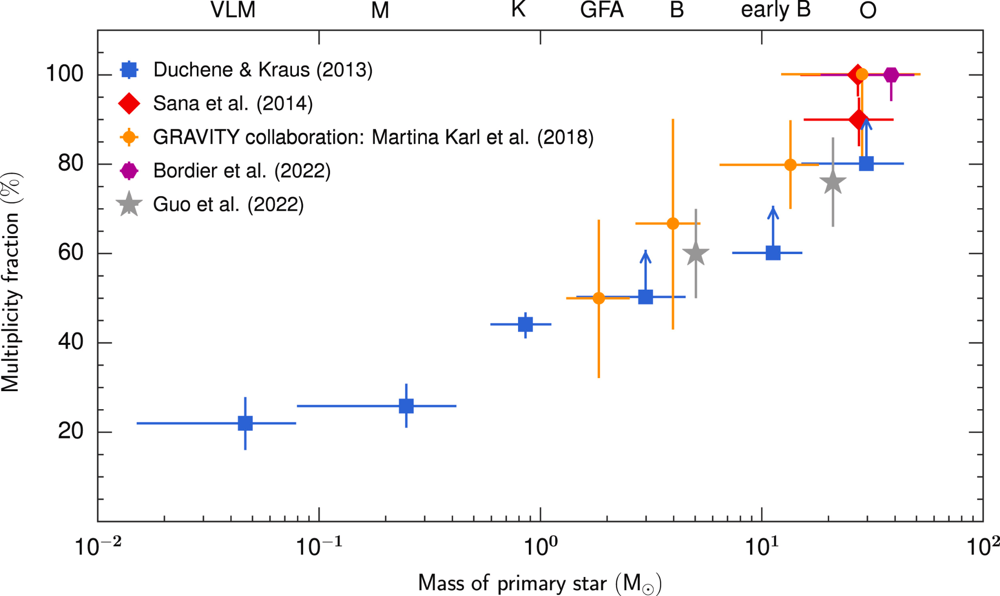 VLM M K GFA B early B O
Duchene & Kraus (2013)
Sana et al. (2014)
GRAVITY collaboration: Martina Karl et al. (2018)
Bordier et al. (2022)
Guo et al. (2022)
Multiplicity fraction (%)
100
80
60
40
20
10⁻² 10⁻¹ 10⁰ 10¹ 10²
Mass of primary star (M☉)